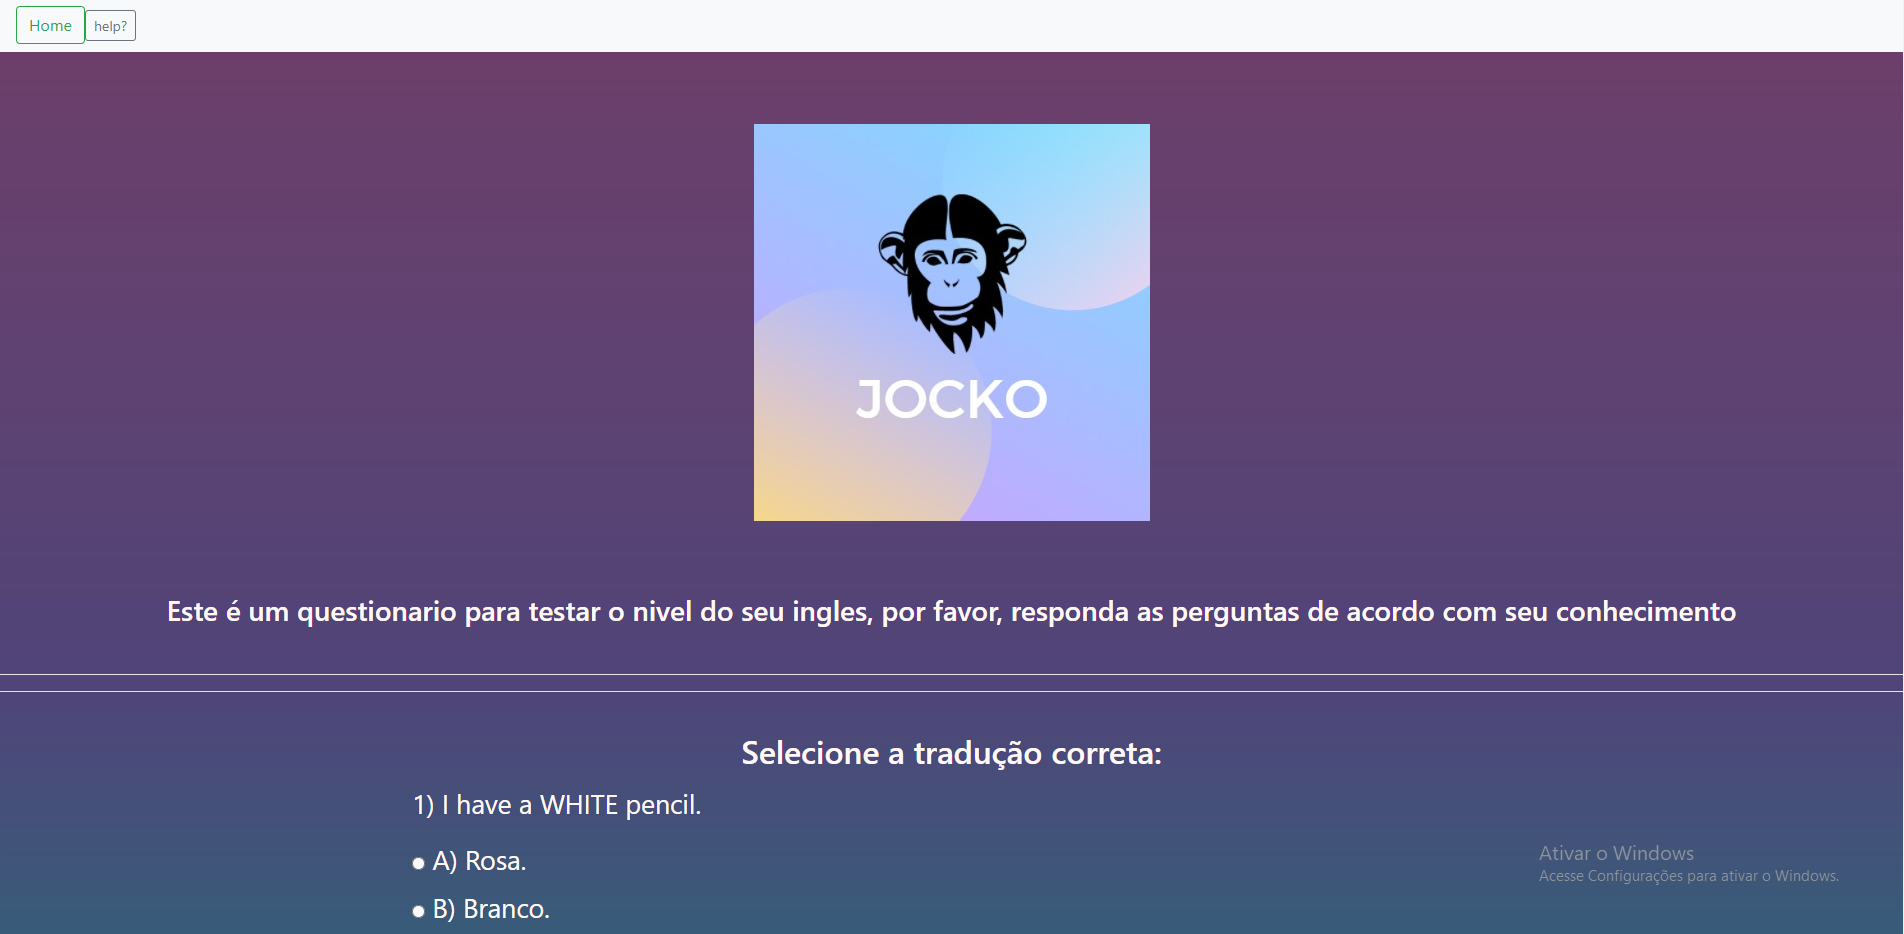 Home help?
JOCKO
Este é um questionario para testar o nivel do seu ingles, por favor, responda as perguntas de acordo com seu conhecimento
Selecione a tradução correta:
1) I have a WHITE pencil.
A) Rosa.
B) Branco.
Ativar o Windows
Acesse Configurações para ativar o Windows.